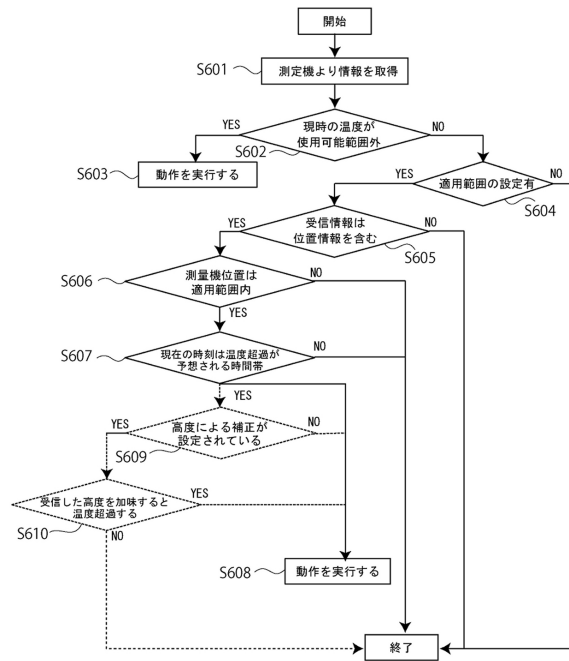 開始
S601
測定機より情報を取得
YES
現時の温度が
使用可能範囲外
NO
S602
S603
動作を実行する
YES
適用範囲の設定有
NO
S604
YES
受信情報は
位置情報を含む
NO
S605
S606
測量機位置は
適用範囲内
NO
YES
S607
現在の時刻は温度超過が
予想される時間帯
NO
YES
YES
高度による補正が
設定されている
NO
S609
受信した高度を加味すると
温度超過する
YES
S610
NO
S608
動作を実行する
終了